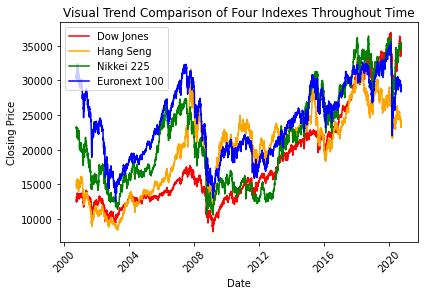 Visual Trend Comparison of Four Indexes Throughout Time
Dow Jones
Hang Seng
Nikkei 225
Euronext 100
Closing Price
35000
30000
25000
20000
15000
10000
2000
2004
2008
2012
2016
2020
Date